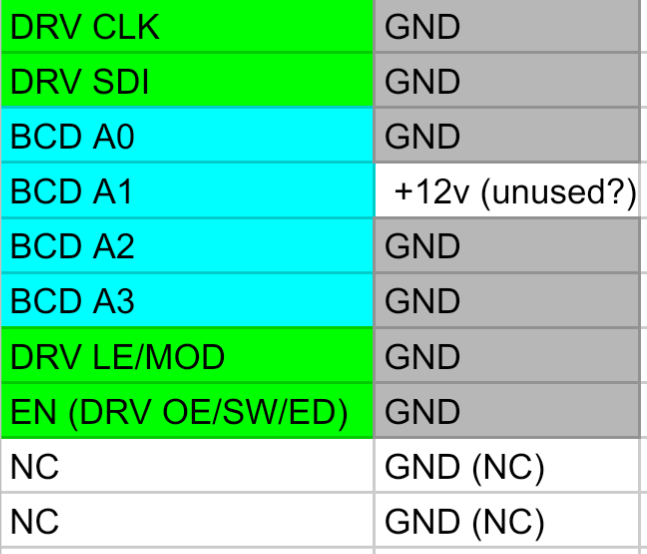 DRV CLK GND
DRV SDI GND
BCD A0 GND
BCD A1 +12v (unused?)
BCD A2 GND
BCD A3 GND
DRV LE/MOD GND
EN (DRV OE/SW/ED) GND
NC GND (NC)
NC GND (NC)